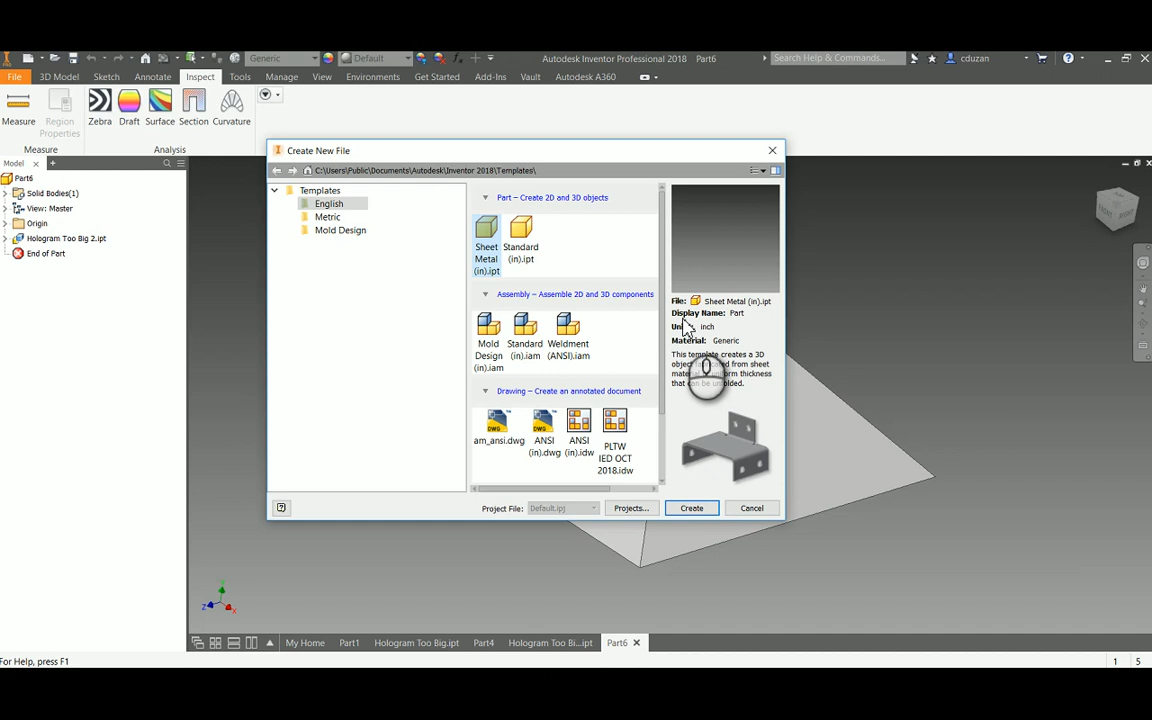 Generic
Default
Autodesk Inventor Professional 2018 Part6
Search Help & Commands...
cduzan
File 3D Model Sketch Annotate Inspect Tools Manage View Environments Get Started Add-Ins Vault Autodesk A360
Measure Region Properties Zebra Draft Surface Section Curvature
Measure Analysis
Model
Part6
Solid Bodies(1)
View: Master
Origin
Hologram Too Big 2.ipt
End of Part
Create New File
C:\Users\Public\Documents\Autodesk\Inventor 2018\Templates\
Templates
English
Metric
Mold Design
Part – Create 2D and 3D objects
Sheet Metal (in).ipt
Standard (in).ipt
Assembly – Assemble 2D and 3D components
Mold Design (in).iam
Standard (in).iam
Weldment (ANSI).iam
Drawing – Create an annotated document
am_ansi.dwg
ANSI (in).dwg
ANSI (in).idw
PLTW IED OCT 2018.idw
File: Sheet Metal (in).ipt
Display Name: Part
inch
Material: Generic
This template creates a 3D
sheet
thickness
that
Project File: Default.ipj Projects... Create Cancel
FRONT RIGHT
Z Y X
My Home Part1 Hologram Too Big.ipt Part4 Hologram Too Bi...ipt Part6
For Help, press F1
1 5